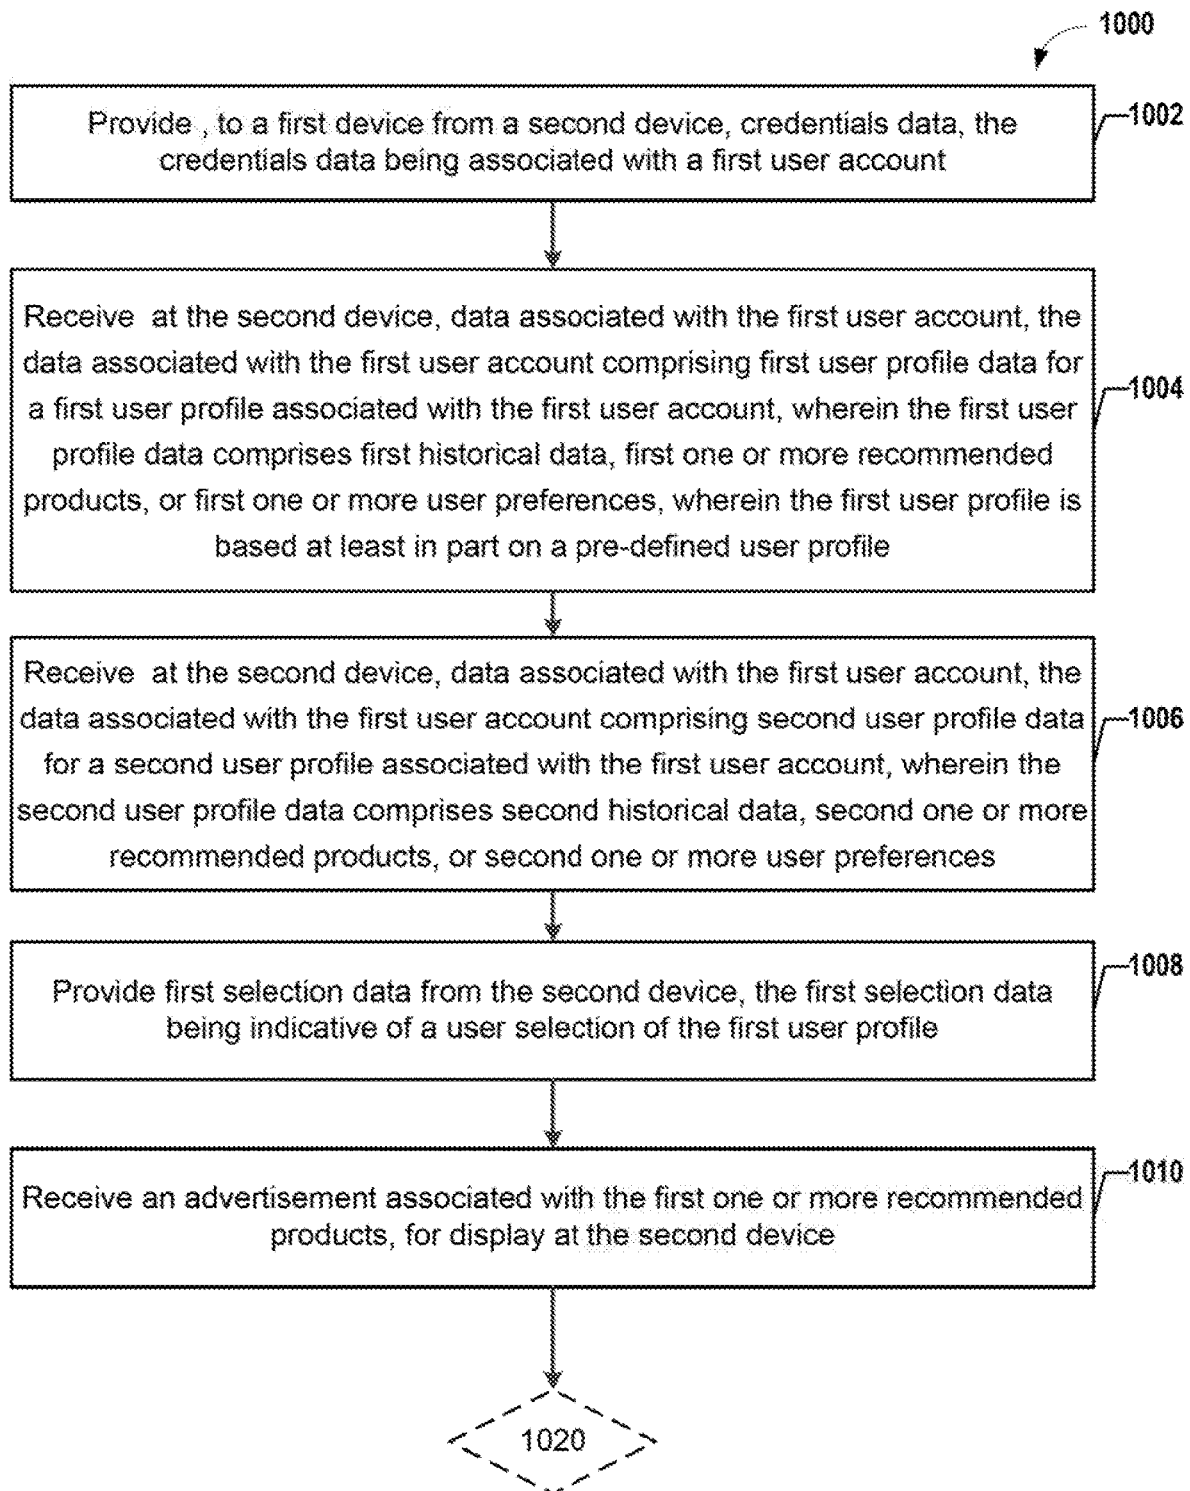 1000
Provide , to a first device from a second device, credentials data, the
credentials data being associated with a first user account
1002
Receive at the second device, data associated with the first user account, the
data associated with the first user account comprising first user profile data for
a first user profile associated with the first user account, wherein the first user
profile data comprises first historical data, first one or more recommended
products, or first one or more user preferences, wherein the first user profile is
based at least in part on a pre-defined user profile
1004
Receive at the second device, data associated with the first user account, the
data associated with the first user account comprising second user profile data
for a second user profile associated with the first user account, wherein the
second user profile data comprises second historical data, second one or more
recommended products, or second one or more user preferences
1006
Provide first selection data from the second device, the first selection data
being indicative of a user selection of the first user profile
1008
Receive an advertisement associated with the first one or more recommended
products, for display at the second device
1010
1020